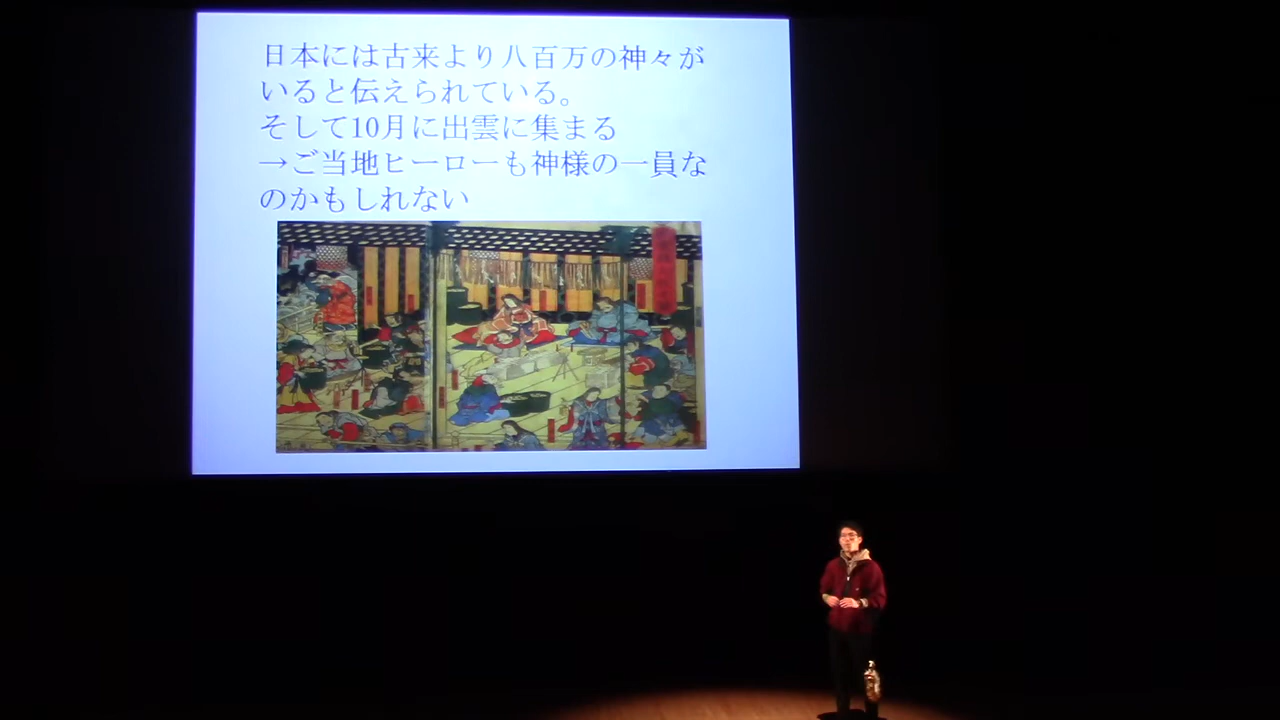 日本には古来より八百万の神々が
いると伝えられている。
そして10月に出雲に集まる
→ご当地ヒーローも神様の一員な
のかもしれない